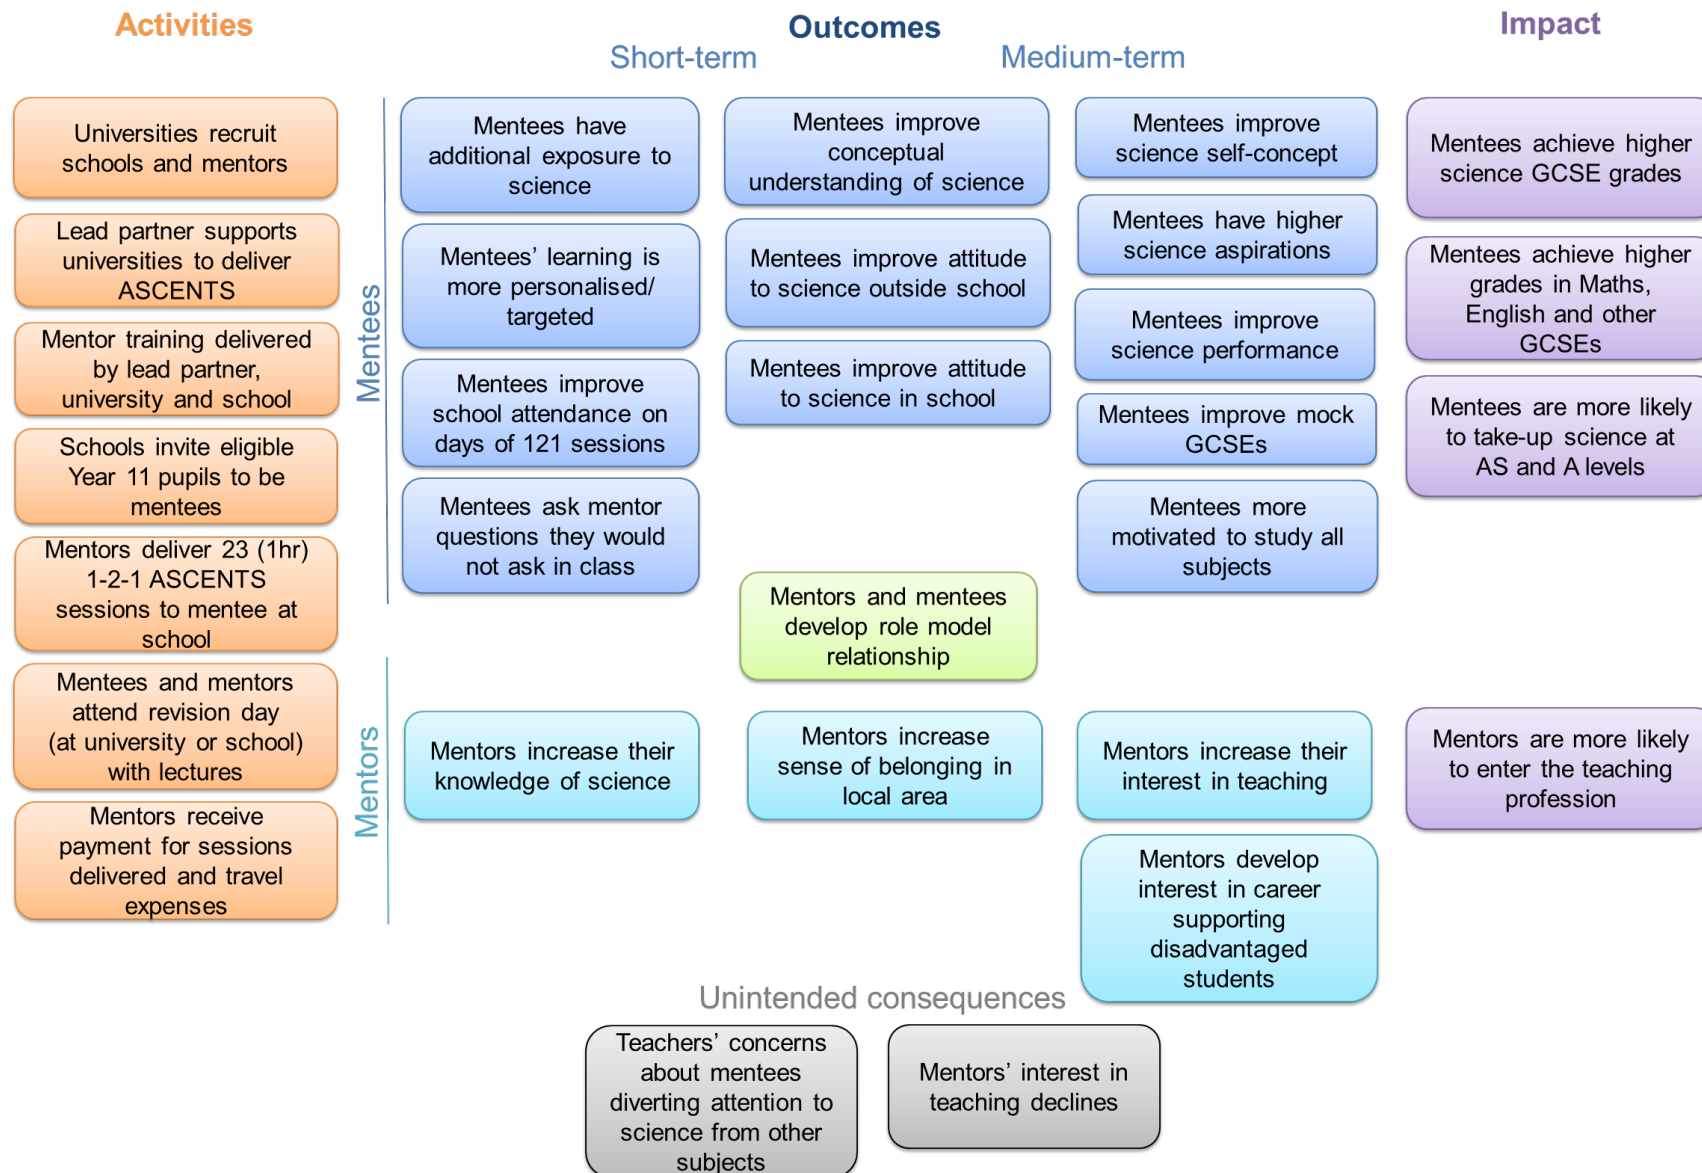 Activities
Outcomes
Impact
Short-term
Medium-term
Universities recruit
schools and mentors
Lead partner supports
universities to deliver
ASCENTS
Mentor training delivered
by lead partner,
university and school
Schools invite eligible
Year 11 pupils to be
mentees
Mentors deliver 23 (1hr)
1-2-1 ASCENTS
sessions to mentee at
school
Mentees and mentors
attend revision day
(at university or school)
with lectures
Mentors receive
payment for sessions
delivered and travel
expenses
Mentees
Mentees have
additional exposure to
science
Mentees’ learning is
more personalised/
targeted
Mentees improve
school attendance on
days of 121 sessions
Mentees ask mentor
questions they would
not ask in class
Mentees improve
conceptual
understanding of science
Mentees improve attitude
to science outside school
Mentees improve attitude
to science in school
Mentees improve
science self-concept
Mentees have higher
science aspirations
Mentees improve
science performance
Mentees improve mock
GCSEs
Mentees more
motivated to study all
subjects
Mentees achieve higher
science GCSE grades
Mentees achieve higher
grades in Maths,
English and other
GCSEs
Mentees are more likely
to take-up science at
AS and A levels
Mentors and mentees
develop role model
relationship
Mentors
Mentors increase their
knowledge of science
Mentors increase
sense of belonging in
local area
Mentors increase their
interest in teaching
Mentors develop
interest in career
supporting
disadvantaged
students
Mentors are more likely
to enter the teaching
profession
Unintended consequences
Teachers’ concerns
about mentees
diverting attention to
science from other
subjects
Mentors’ interest in
teaching declines